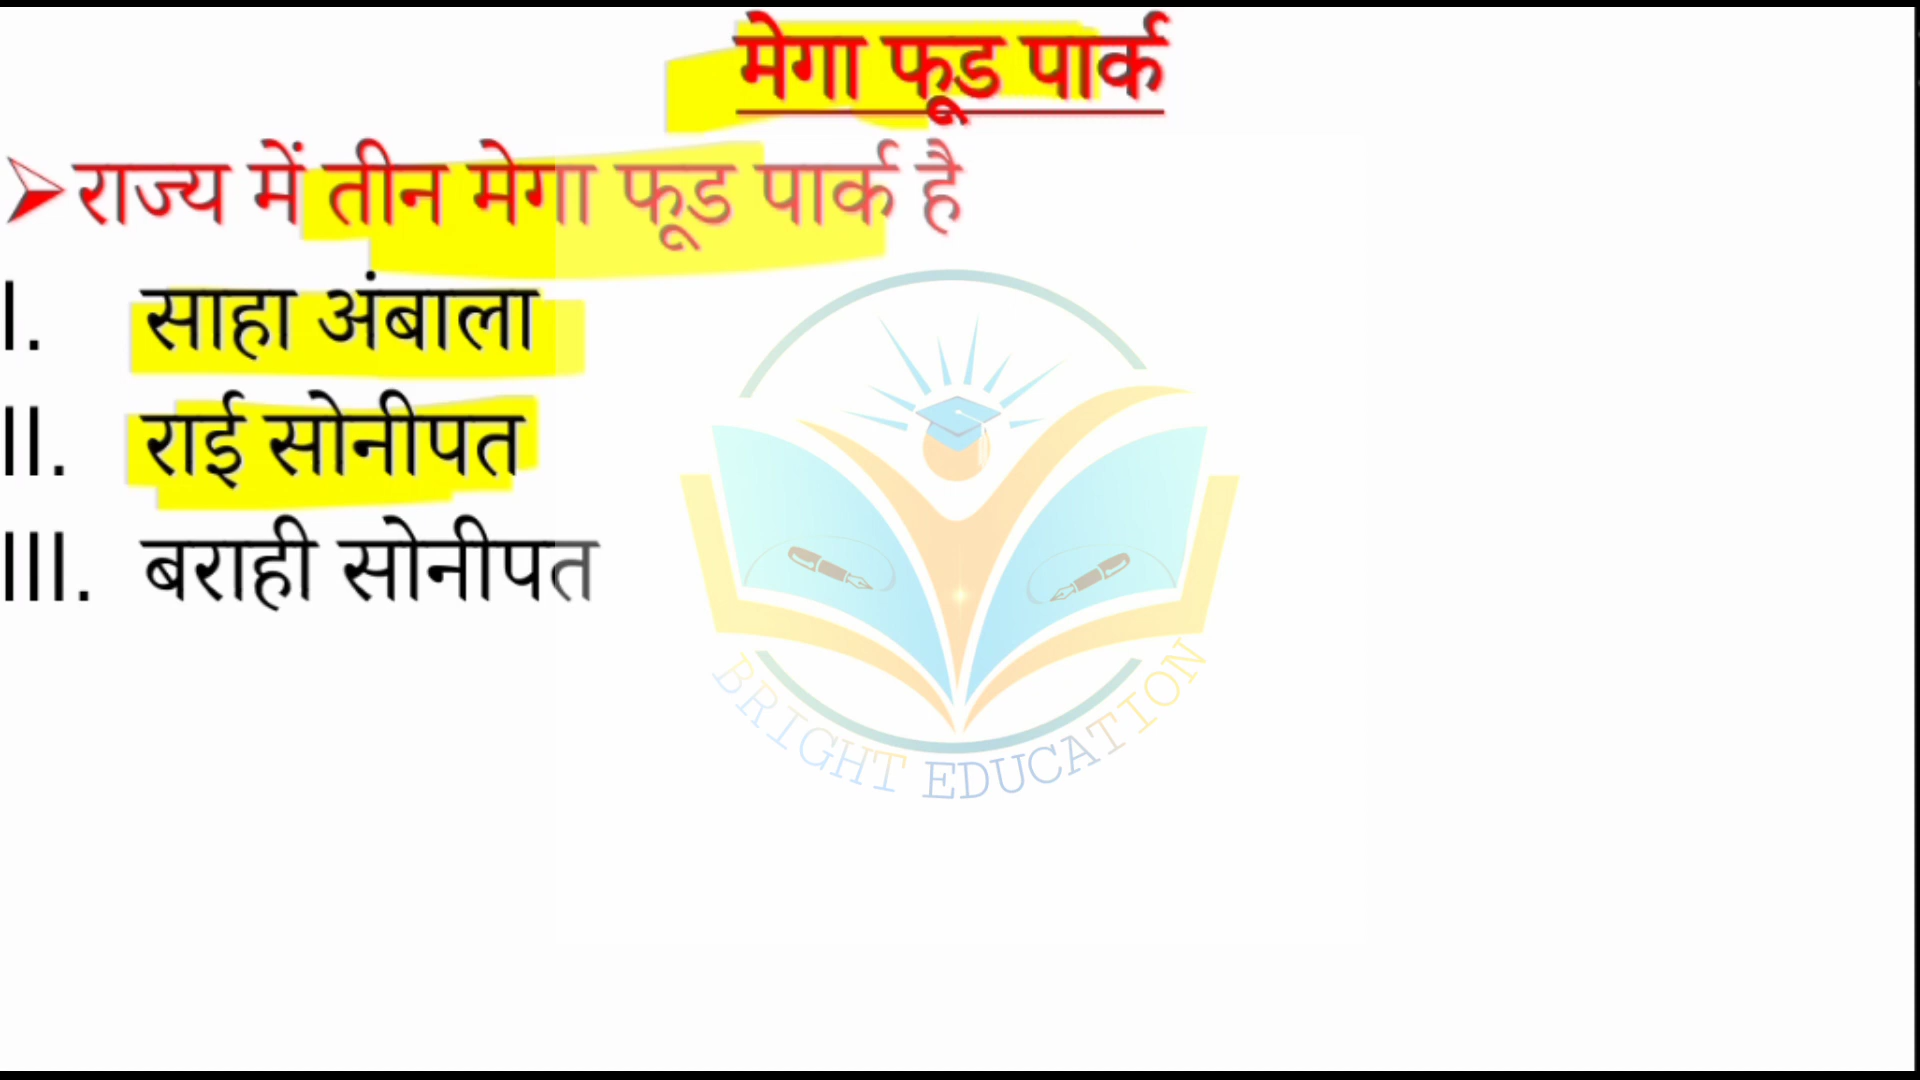 मेगा फूड पार्क
➢राज्य में तीन मेगा फूड पार्क है
I. साहा अंबाला
II. राई सोनीपत
III. बराही सोनीपत
BRIGHT EDUCATION